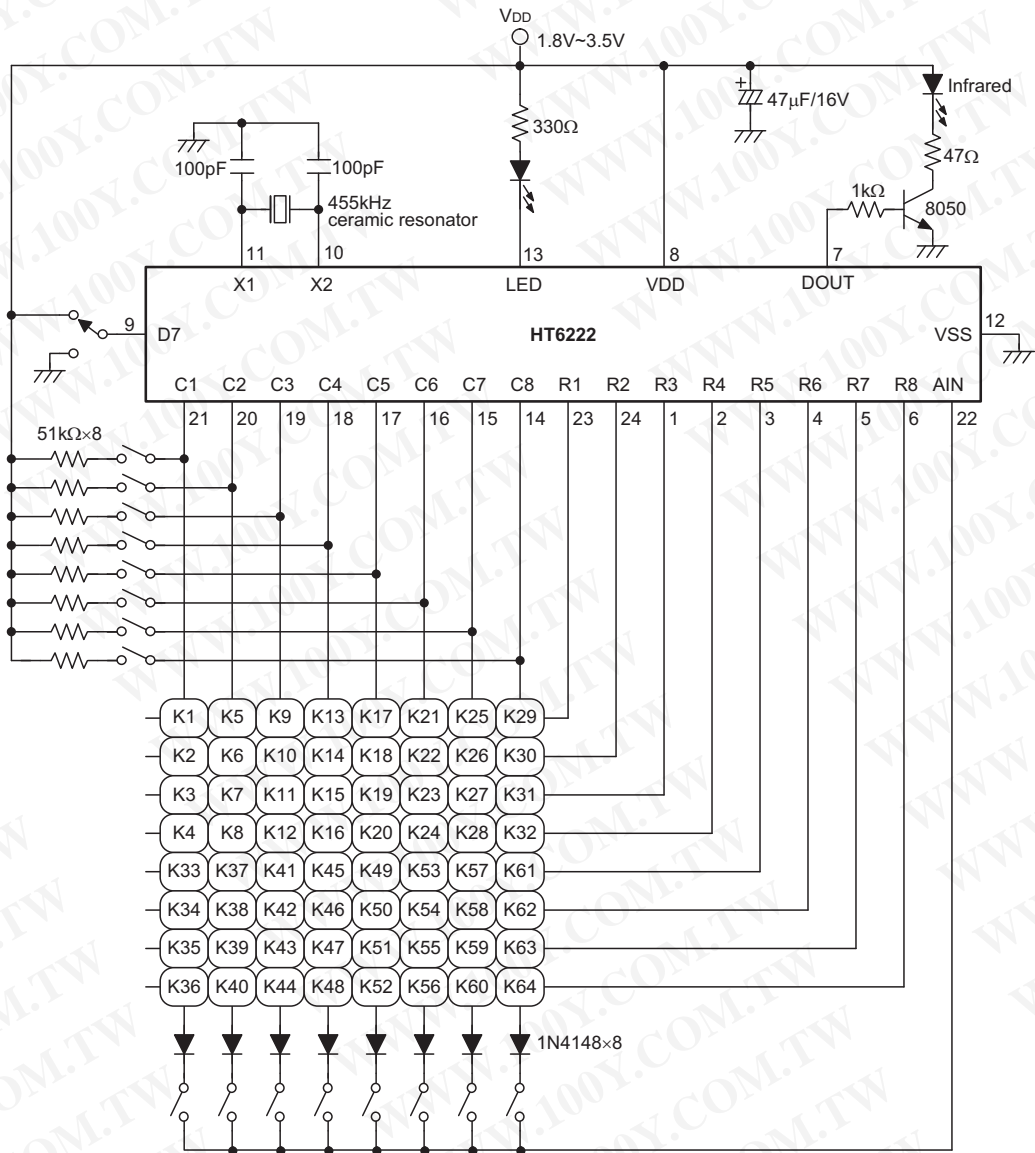 VDD
1.8V~3.5V
Infrared
47μF/16V
330Ω
47Ω
100pF 100pF
1kΩ
8050
455kHz
ceramic resonator
11 10 13 8 7
X1 X2 LED VDD DOUT
9 D7 HT6222 VSS 12
C1 C2 C3 C4 C5 C6 C7 C8 R1 R2 R3 R4 R5 R6 R7 R8 AIN
21 20 19 18 17 16 15 14 23 24 1 2 3 4 5 6 22
51kΩ×8
K1 K5 K9 K13 K17 K21 K25 K29
K2 K6 K10 K14 K18 K22 K26 K30
K3 K7 K11 K15 K19 K23 K27 K31
K4 K8 K12 K16 K20 K24 K28 K32
K33 K37 K41 K45 K49 K53 K57 K61
K34 K38 K42 K46 K50 K54 K58 K62
K35 K39 K43 K47 K51 K55 K59 K63
K36 K40 K44 K48 K52 K56 K60 K64
1N4148×8
WWW.100Y.COM.TW